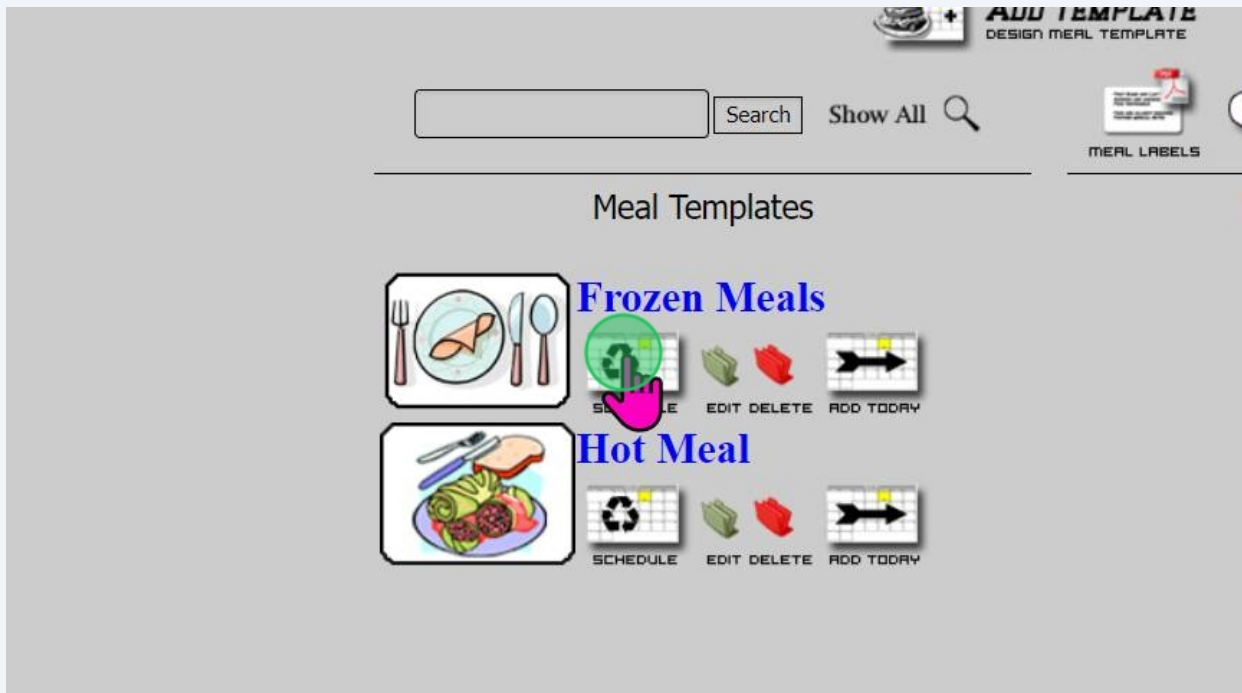 ADD TEMPLATE
DESIGN MEAL TEMPLATE
Search
Show All
PDF
MEAL LABELS
Meal Templates
Frozen Meals
EDIT DELETE ADD TODAY
Hot Meal
SCHEDULE EDIT DELETE ADD TODAY